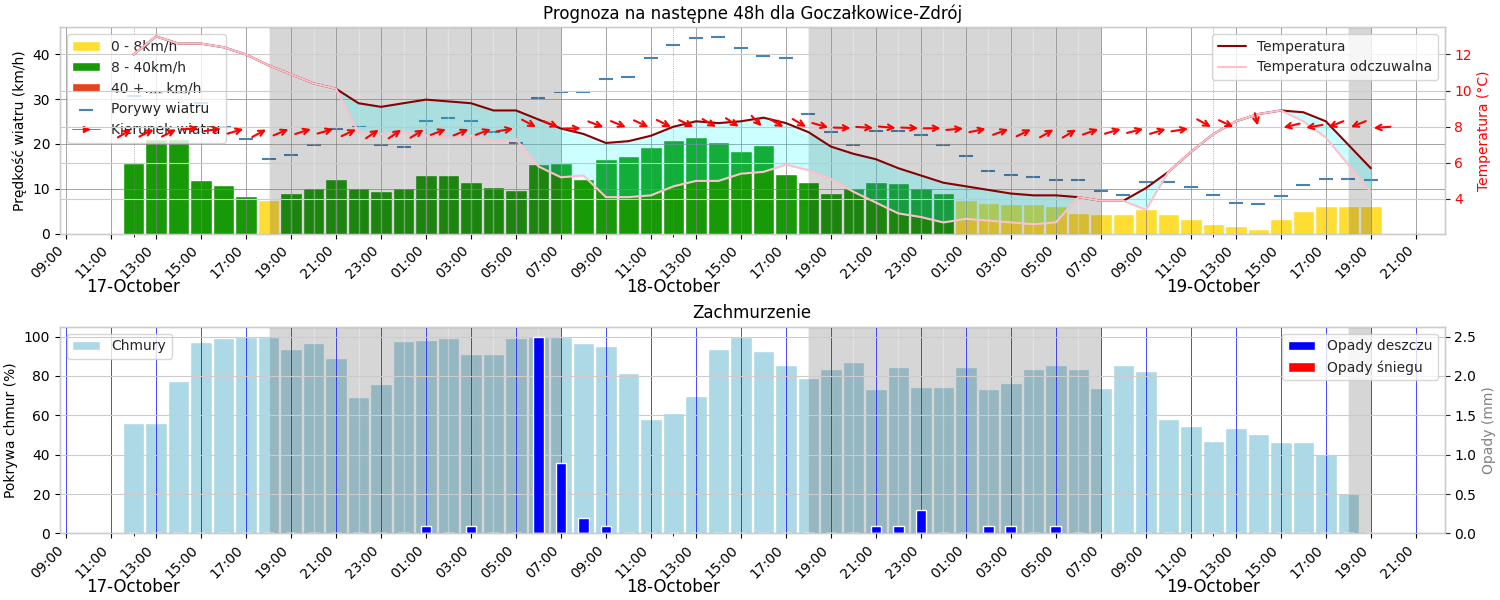 Prognoza na następne 48h dla Goczałkowice-Zdrój
Prędkość wiatru (km/h)
40
30
20
10
0
0 - 8km/h
8 - 40km/h
40 + ... km/h
Porywy wiatru
Kierunek wiatru
Temperatura
Temperatura odczuwalna
12
10
8
6
4
Temperatura (°C)
09:00 11:00 13:00 15:00 17:00 19:00 21:00 23:00 01:00 03:00 05:00 07:00 09:00 11:00 13:00 15:00 17:00 19:00 21:00 23:00 01:00 03:00 05:00 07:00 09:00 11:00 13:00 15:00 17:00 19:00 21:00
17-October 18-October 19-October
Zachmurzenie
Pokrywa chmur (%)
100
80
60
40
20
0
Chmury
Opady deszczu
Opady śniegu
2.5
2.0
1.5
1.0
0.5
0.0
Opady (mm)
09:00 11:00 13:00 15:00 17:00 19:00 21:00 23:00 01:00 03:00 05:00 07:00 09:00 11:00 13:00 15:00 17:00 19:00 21:00 23:00 01:00 03:00 05:00 07:00 09:00 11:00 13:00 15:00 17:00 19:00 21:00
17-October 18-October 19-October